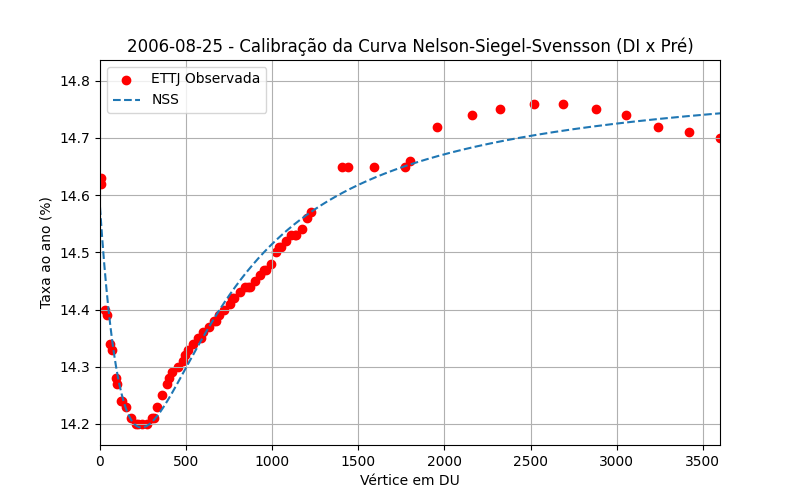 2006-08-25 - Calibração da Curva Nelson-Siegel-Svensson (DI x Pré)
ETTJ Observada
NSS
Taxa ao ano (%)
14.8
14.7
14.6
14.5
14.4
14.3
14.2
0 500 1000 1500 2000 2500 3000 3500
Vértice em DU